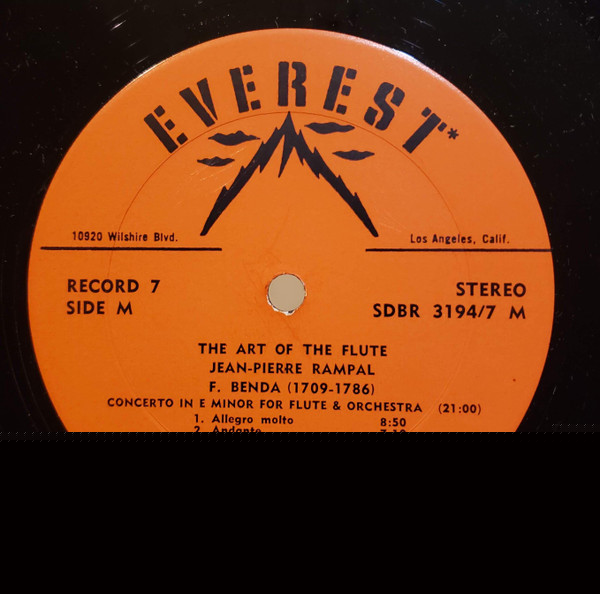 EVEREST*
10920 Wilshire Blvd. Los Angeles, Calif.
RECORD 7 STEREO
SIDE M SDBR 3194/7 M
THE ART OF THE FLUTE
JEAN-PIERRE RAMPAL
F. BENDA (1709-1786)
CONCERTO IN E MINOR FOR FLUTE & ORCHESTRA (21:00)
1. Allegro molto 8:50
2. Andante